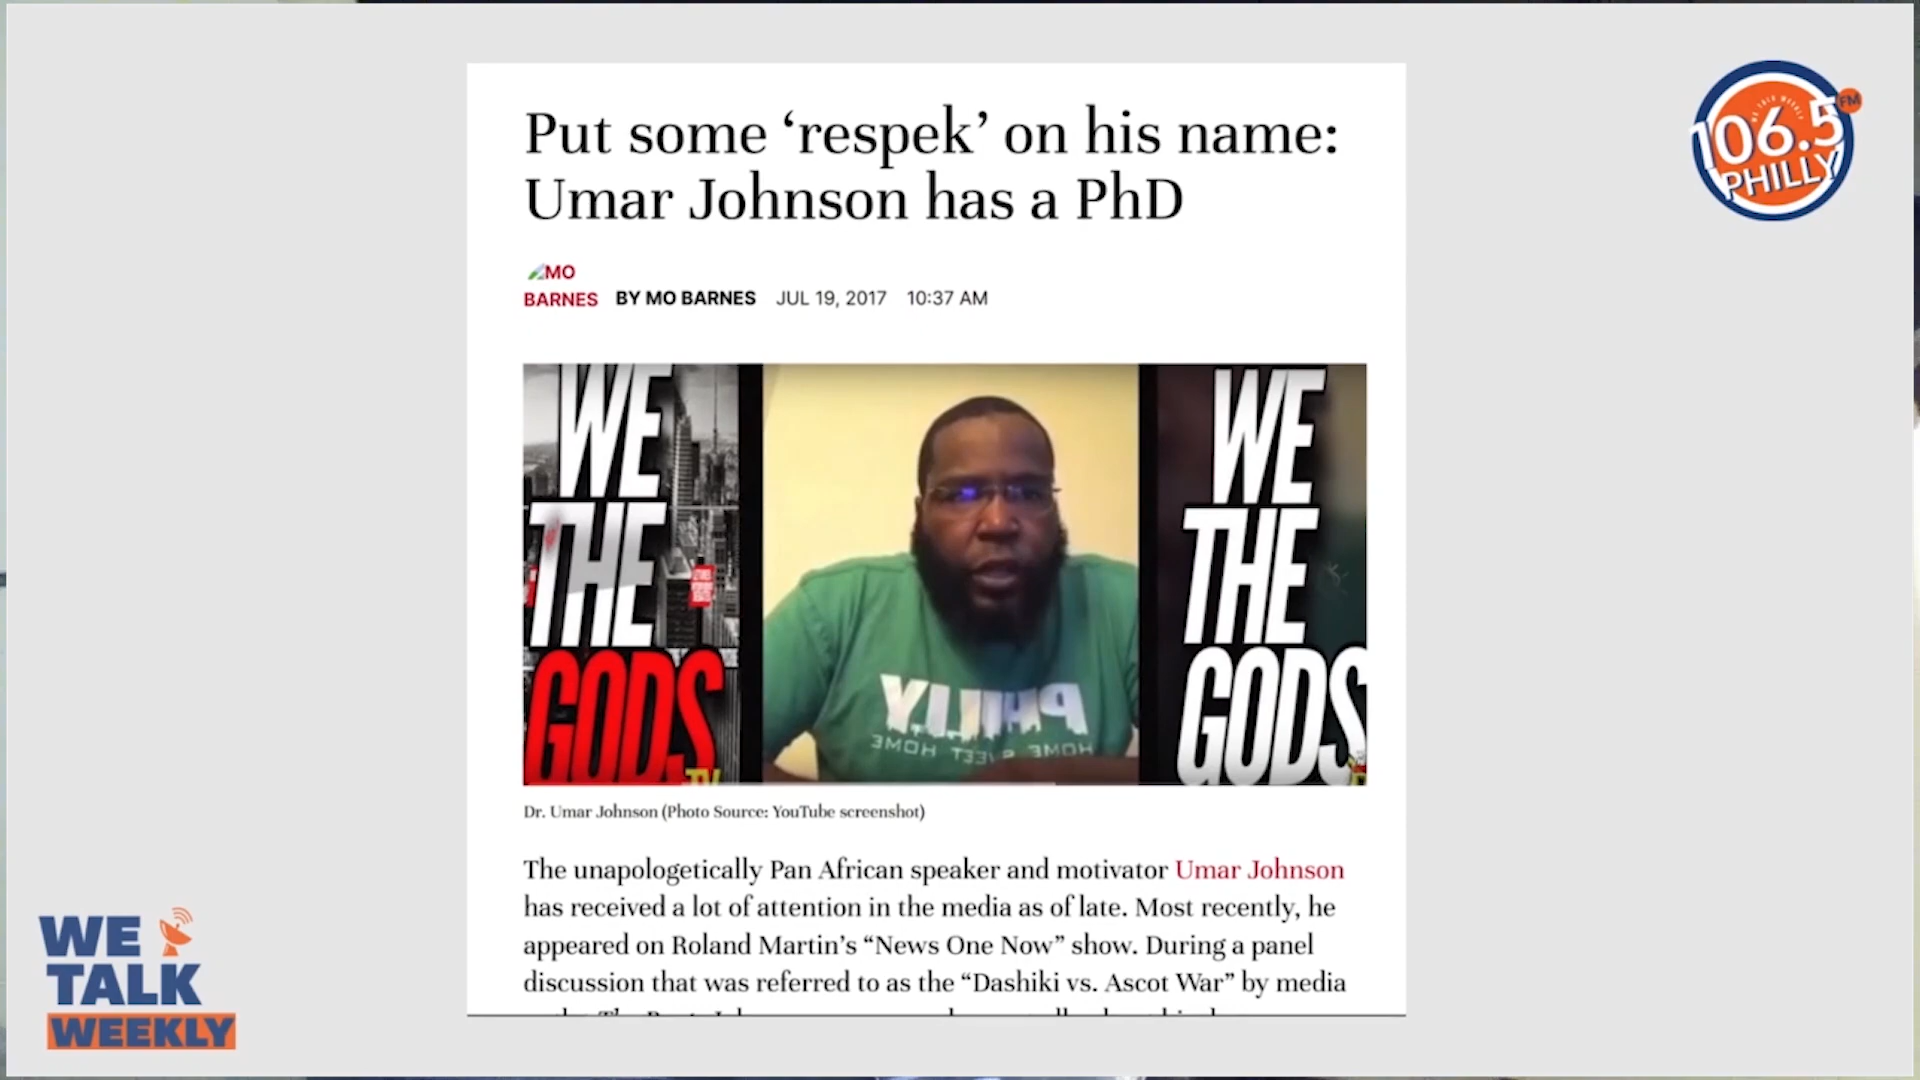 Put some ‘respek’ on his name:
Umar Johnson has a PhD
MO
BARNES
BY MO BARNES JUL 19, 2017 10:37 AM
WE
THE
GODS
TV
WE
THE
GODS
PHILLY
HOME SWEET HOME
Dr. Umar Johnson (Photo Source: YouTube screenshot)
The unapologetically Pan African speaker and motivator Umar Johnson
has received a lot of attention in the media as of late. Most recently, he
appeared on Roland Martin’s “News One Now” show. During a panel
discussion that was referred to as the “Dashiki vs. Ascot War” by media
WE TALK WEEKLY
106.5 FM
PHILLY
WE
TALK
WEEKLY